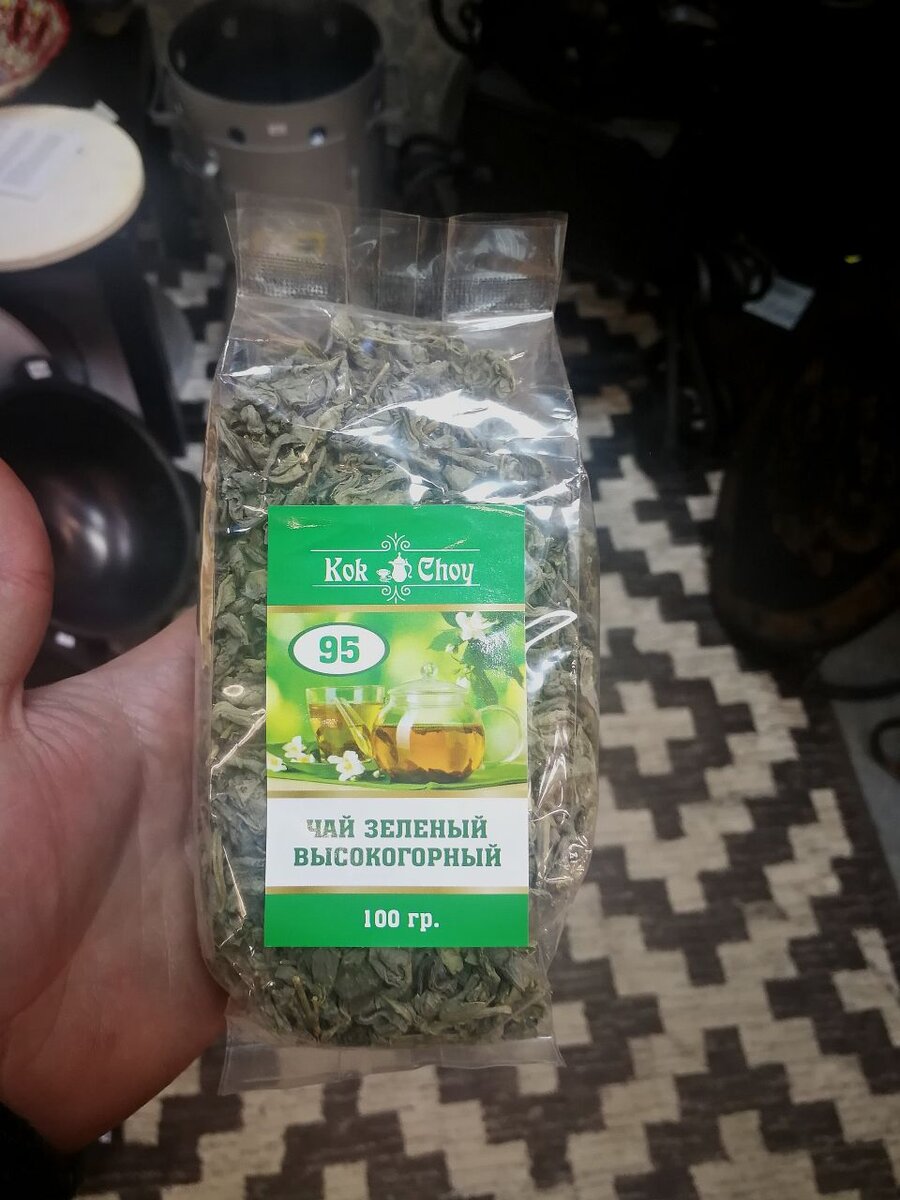 Kok Choy
95
ЧАЙ ЗЕЛЕНЫЙ
ВЫСОКОГОРНЫЙ
100 гр.